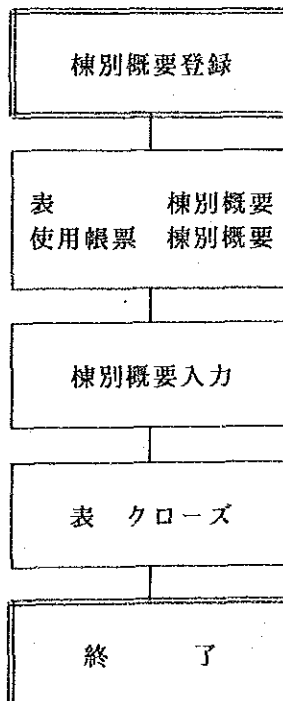 棟別概要登録
表 棟別概要
使用帳票 棟別概要
棟別概要入力
表 クローズ
終 了